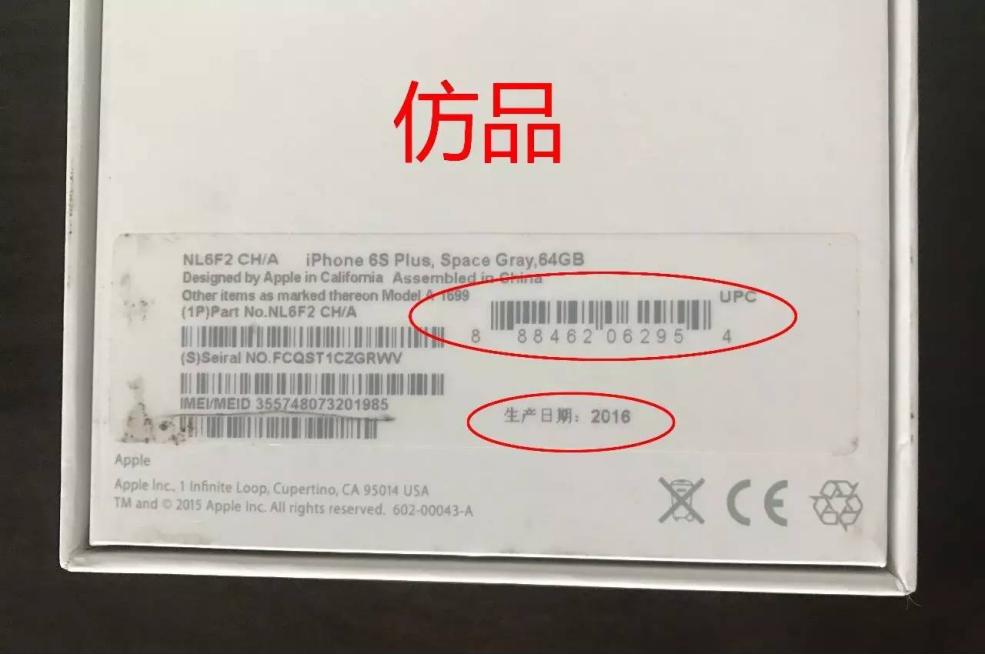 仿品
NL6F2 CH/A iPhone 6S Plus, Space Gray,64GB
Designed by Apple in California Assembled in China
Other items as marked thereon Model A 1699
UPC
(1P)Part No.NL6F2 CH/A
8 88462 06295 4
(S)Seiral NO.FCQST1CZGRWV
IMEI/MEID 355748073201985
生产日期：2016
Apple
Apple Inc., 1 Infinite Loop, Cupertino, CA 95014 USA
TM and © 2015 Apple Inc. All rights reserved. 602-00043-A
CE